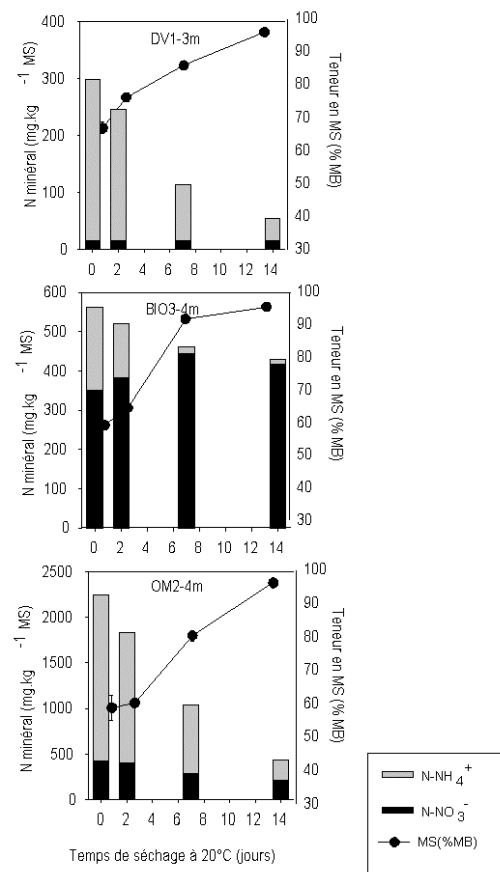 DV1-3m
N minéral (mg.kg⁻¹ MS)
400
300
200
100
0
Teneur en MS (% MB)
100
90
80
70
60
50
40
30
0 2 4 6 8 10 12 14
BIO3-4m
N minéral (mg.kg⁻¹ MS)
600
500
400
300
200
100
0
Teneur en MS (% MB)
100
90
80
70
60
50
40
30
0 2 4 6 8 10 12 14
OM2-4m
N minéral (mg.kg⁻¹ MS)
2500
2000
1500
1000
500
0
Teneur en MS (% MB)
100
90
80
70
60
50
40
30
0 2 4 6 8 10 12 14
Temps de séchage à 20°C (jours)
N-NH₄⁺
N-NO₃⁻
MS(%MB)